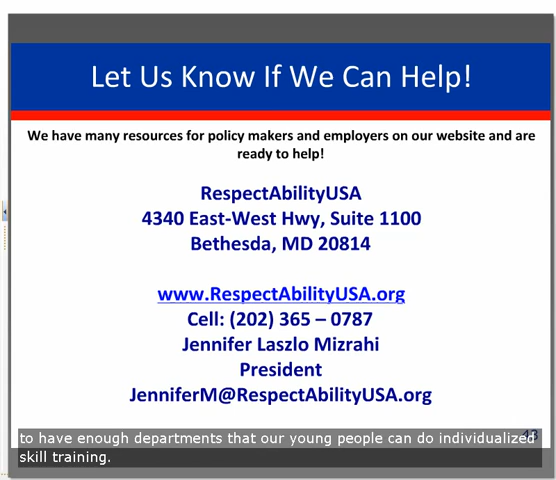 Let Us Know If We Can Help!
We have many resources for policy makers and employers on our website and are
ready to help!
RespectAbilityUSA
4340 East-West Hwy, Suite 1100
Bethesda, MD 20814
www.RespectAbilityUSA.org
Cell: (202) 365 – 0787
Jennifer Laszlo Mizrahi
President
JenniferM@RespectAbilityUSA.org
to have enough departments that our young people can do individualized
skill training.